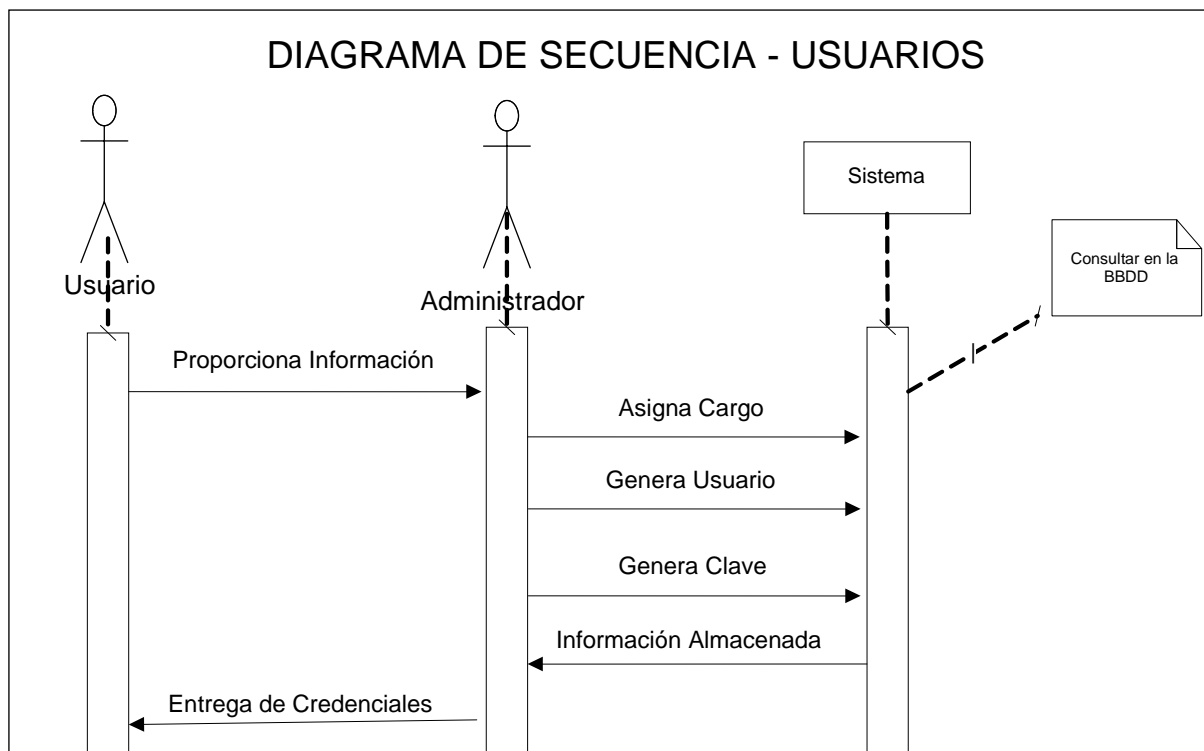 DIAGRAMA DE SECUENCIA - USUARIOS
Sistema
Consultar en la
BBDD
Usuario
Administrador
Proporciona Información
Asigna Cargo
Genera Usuario
Genera Clave
Información Almacenada
Entrega de Credenciales